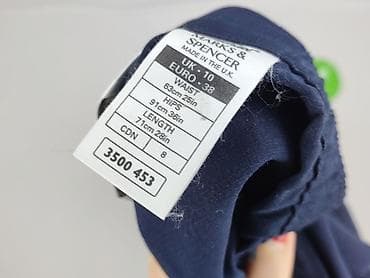 MARKS &
SPENCER
MADE IN THE U.K.
UK - 10
EURO - 38
WAIST
63cm 25in
HIPS
91cm 36in
LENGTH
71cm 28in
CDN 8
3500 453